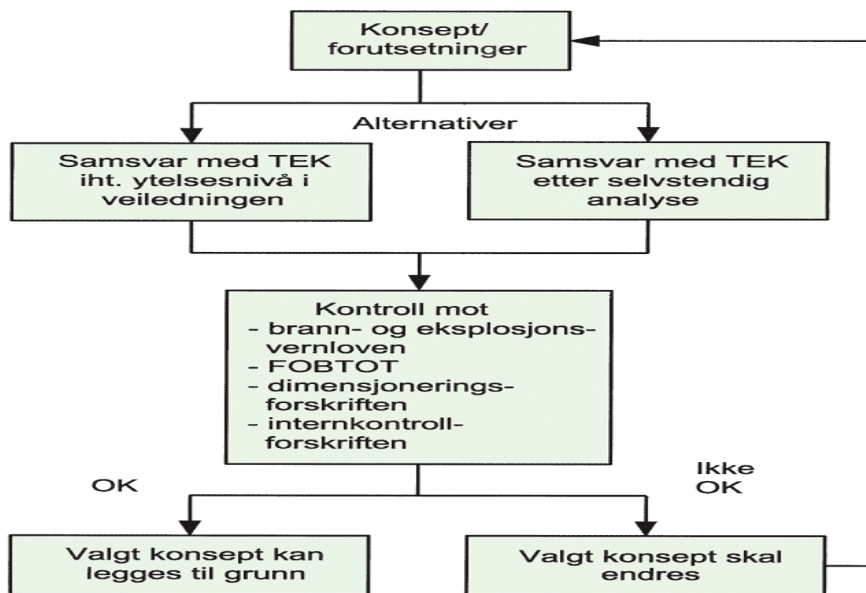 Konsept/
forutsetninger
Alternativer
Samsvar med TEK
iht. ytelsesnivå i
veiledningen
Samsvar med TEK
etter selvstendig
analyse
Kontroll mot
- brann- og eksplosjons-
vernloven
- FOBTOT
- dimensjonerings-
forskriften
- internkontroll-
forskriften
OK
Ikke
OK
Valgt konsept kan
legges til grunn
Valgt konsept skal
endres